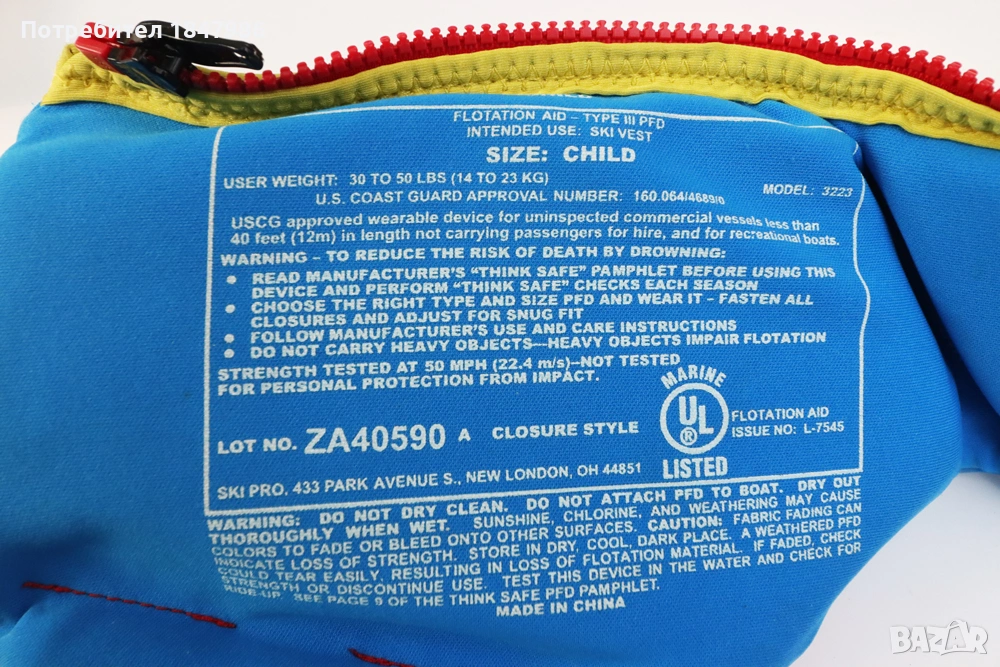 Потребител
FLOTATION AID – TYPE III PFD
INTENDED USE: SKI VEST
SIZE: CHILD
USER WEIGHT: 30 TO 50 LBS (14 TO 23 KG)
MODEL: 3223
U.S. COAST GUARD APPROVAL NUMBER: 160.064/4689/0
USCG approved wearable device for uninspected commercial vessels less than
40 feet (12m) in length not carrying passengers for hire, and for recreational boats.
WARNING – TO REDUCE THE RISK OF DEATH BY DROWNING:
• READ MANUFACTURER'S "THINK SAFE" PAMPHLET BEFORE USING THIS
DEVICE AND PERFORM "THINK SAFE" CHECKS EACH SEASON
• CHOOSE THE RIGHT TYPE AND SIZE PFD AND WEAR IT – FASTEN ALL
CLOSURES AND ADJUST FOR SNUG FIT
• FOLLOW MANUFACTURER'S USE AND CARE INSTRUCTIONS
• DO NOT CARRY HEAVY OBJECTS—HEAVY OBJECTS IMPAIR FLOTATION
STRENGTH TESTED AT 50 MPH (22.4 m/s)–NOT TESTED
FOR PERSONAL PROTECTION FROM IMPACT.
MARINE
UL ®
LISTED
FLOTATION AID
ISSUE NO: L-7545
LOT NO. ZA40590 A CLOSURE STYLE
SKI PRO. 433 PARK AVENUE S., NEW LONDON, OH 44851
WARNING: DO NOT DRY CLEAN. DO NOT ATTACH PFD TO BOAT. DRY OUT
THOROUGHLY WHEN WET. SUNSHINE, CHLORINE, AND WEATHERING MAY CAUSE
COLORS TO FADE OR BLEED ONTO OTHER SURFACES. CAUTION: FABRIC FADING CAN
INDICATE LOSS OF STRENGTH. STORE IN DRY, COOL, DARK PLACE. A WEATHERED PFD
COULD TEAR EASILY, RESULTING IN LOSS OF FLOTATION MATERIAL. IF FADED, CHECK
STRENGTH OR DISCONTINUE USE. TEST THIS DEVICE IN THE WATER AND CHECK FOR
RIDE-UP. SEE PAGE 9 OF THE THINK SAFE PFD PAMPHLET.
MADE IN CHINA
BAZAR